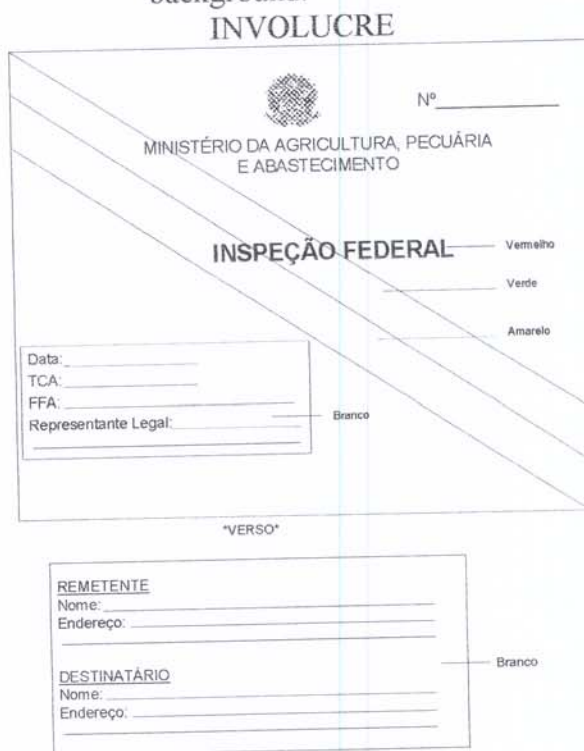 background.
INVOLUCRE
Nº
MINISTÉRIO DA AGRICULTURA, PECUÁRIA
E ABASTECIMENTO
INSPEÇÃO FEDERAL
Vermelho
Verde
Amarelo
Data:
TCA:
FFA:
Representante Legal:
Branco
"VERSO"
REMETENTE
Nome:
Endereço:
Branco
DESTINATÁRIO
Nome:
Endereço: